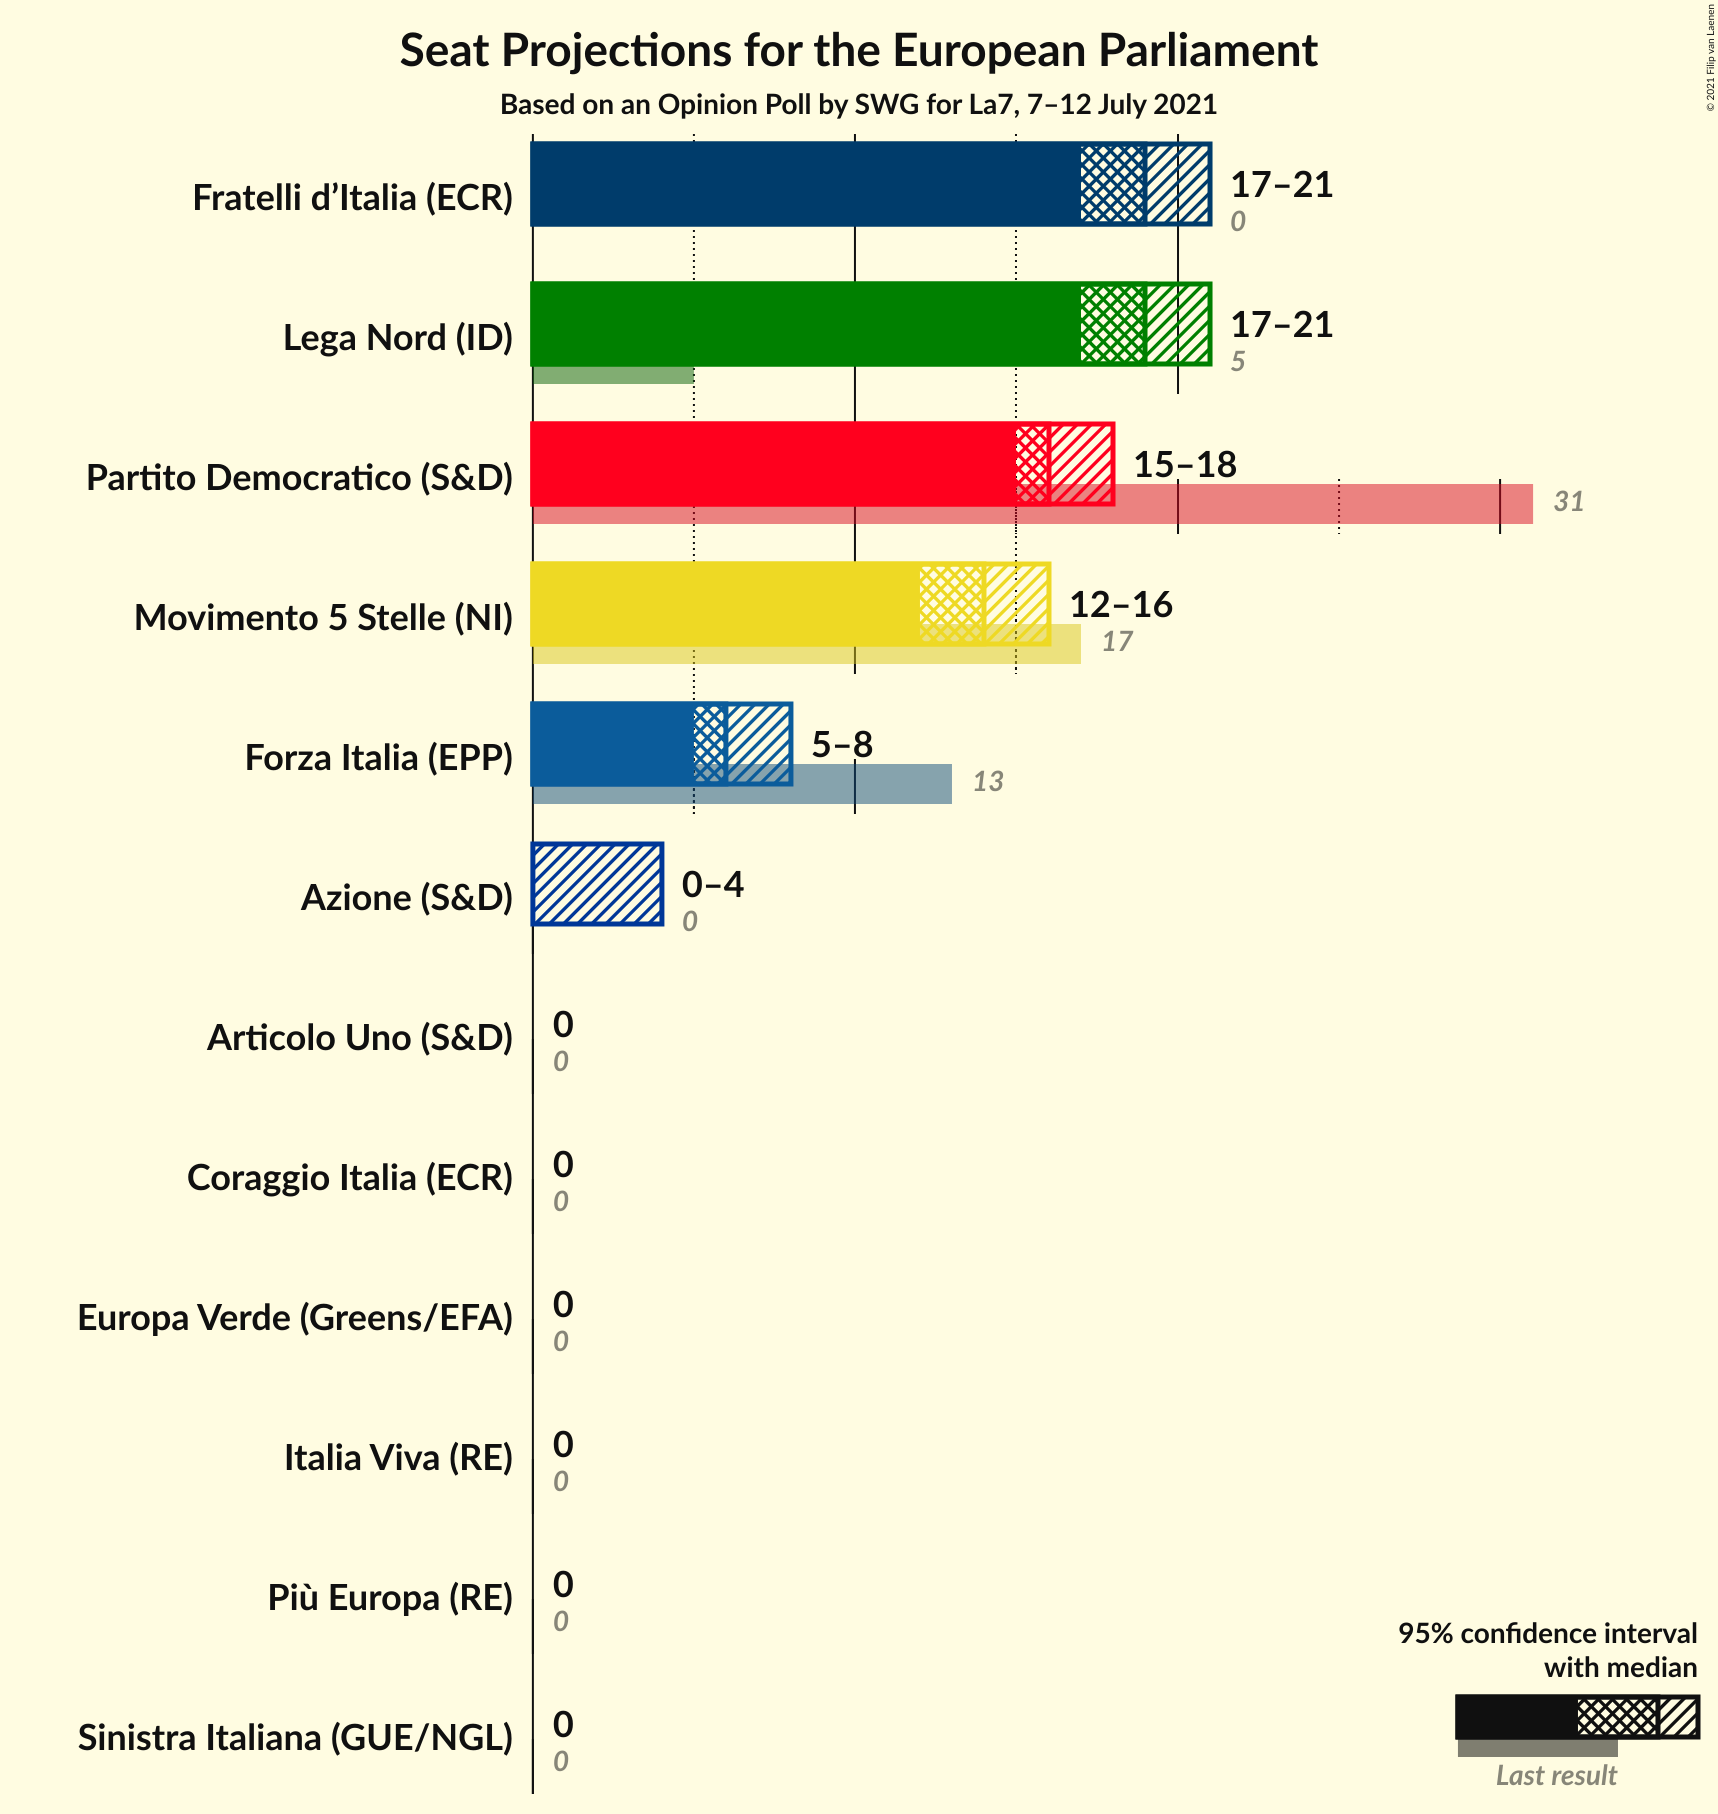 Seat Projections for the European Parliament
Based on an Opinion Poll by SWG for La7, 7–12 July 2021
© 2021 Filip van Laenen
Fratelli d’Italia (ECR)
17–21
0
Lega Nord (ID)
17–21
5
Partito Democratico (S&D)
15–18
31
Movimento 5 Stelle (NI)
12–16
17
Forza Italia (EPP)
5–8
13
Azione (S&D)
0–4
0
Articolo Uno (S&D)
0
0
Coraggio Italia (ECR)
0
0
Europa Verde (Greens/EFA)
0
0
Italia Viva (RE)
0
0
Più Europa (RE)
0
0
Sinistra Italiana (GUE/NGL)
0
0
95% confidence interval
with median
Last result